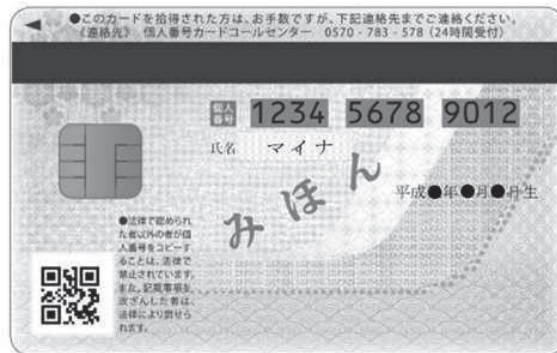 ●このカードを拾得された方は、お手数ですが、下記連絡先までご連絡ください。
《連絡先》 個人番号カードコールセンター 0570-783-578 (24時間受付)
個人番号 1234 5678 9012
氏名 マイナ
みほん
平成●年●月●日生
●法律で認められ
た者以外の者が個
人番号をコピーす
ることは、法律で
禁止されています。
また、記載事項を
改ざんした者は、
法律により罰せら
れます。